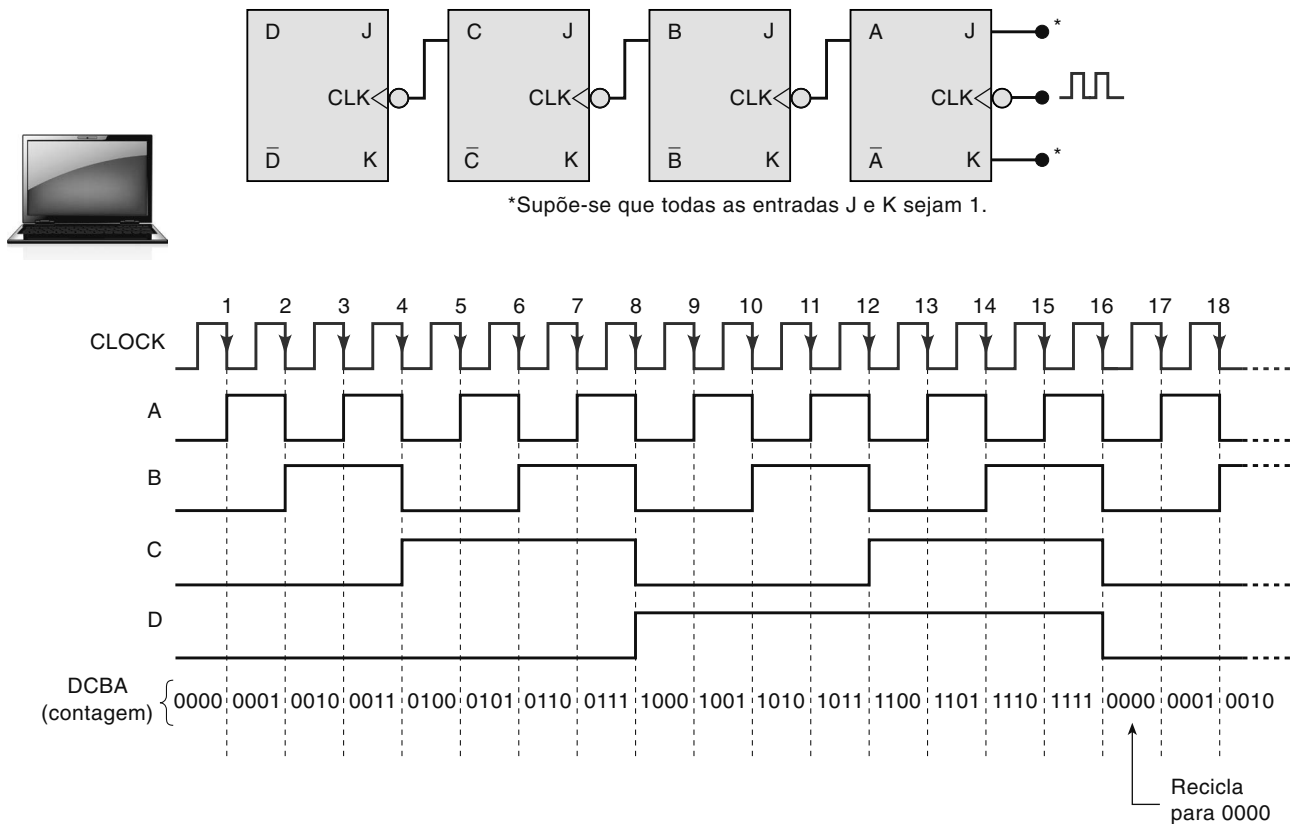 D J C J B J A J *
CLK CLK CLK CLK
D̅ K C̅ K B̅ K A̅ K *
*Supõe-se que todas as entradas J e K sejam 1.
1 2 3 4 5 6 7 8 9 10 11 12 13 14 15 16 17 18
CLOCK
A
B
C
D
DCBA
(contagem)
0000 0001 0010 0011 0100 0101 0110 0111 1000 1001 1010 1011 1100 1101 1110 1111 0000 0001 0010
Recicla
para 0000